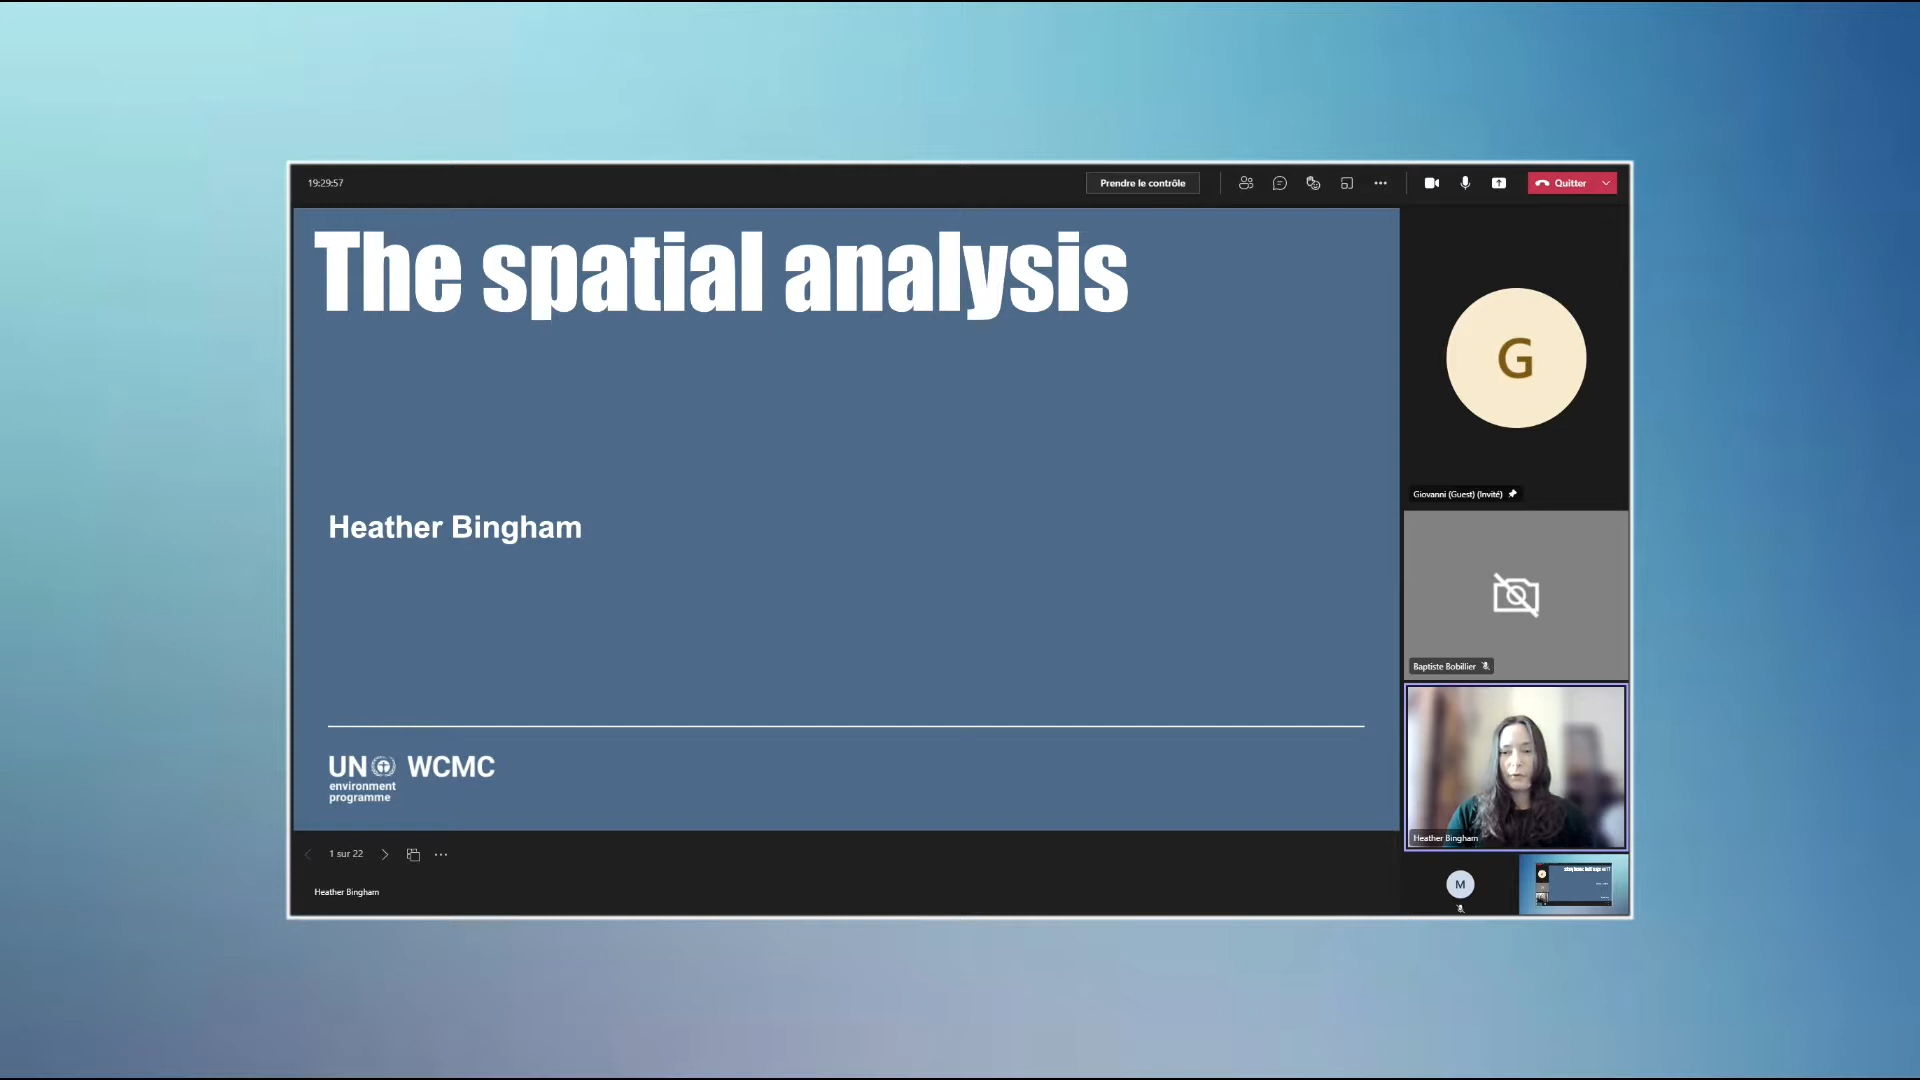 19:29:57
Prendre le contrôle
Quitter
The spatial analysis
G
Giovanni (Guest) (Invité)
Heather Bingham
Baptiste Bobillier
UN WCMC
environment
programme
Heather Bingham
1 sur 22
M
Heather Bingham